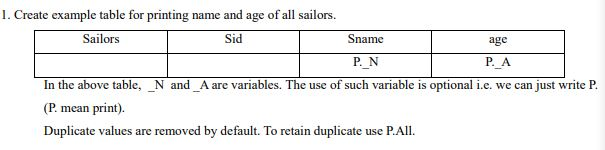 1. Create example table for printing name and age of all sailors.
Sailors Sid Sname age
P._N P._A
In the above table, _N and _A are variables. The use of such variable is optional i.e. we can just write P.
(P. mean print).
Duplicate values are removed by default. To retain duplicate use P.All.